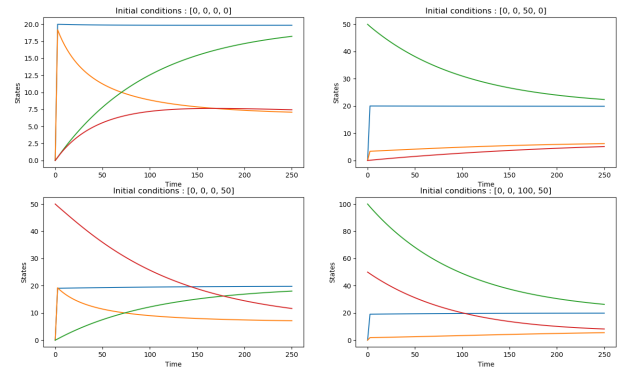 Initial conditions : [0, 0, 0, 0]
States
20.0
17.5
15.0
12.5
10.0
7.5
5.0
2.5
0.0
0 50 100 150 200 250
Time
Initial conditions : [0, 0, 50, 0]
States
50
40
30
20
10
0
0 50 100 150 200 250
Time
Initial conditions : [0, 0, 0, 50]
States
50
40
30
20
10
0
0 50 100 150 200 250
Time
Initial conditions : [0, 0, 100, 50]
States
100
80
60
40
20
0
0 50 100 150 200 250
Time